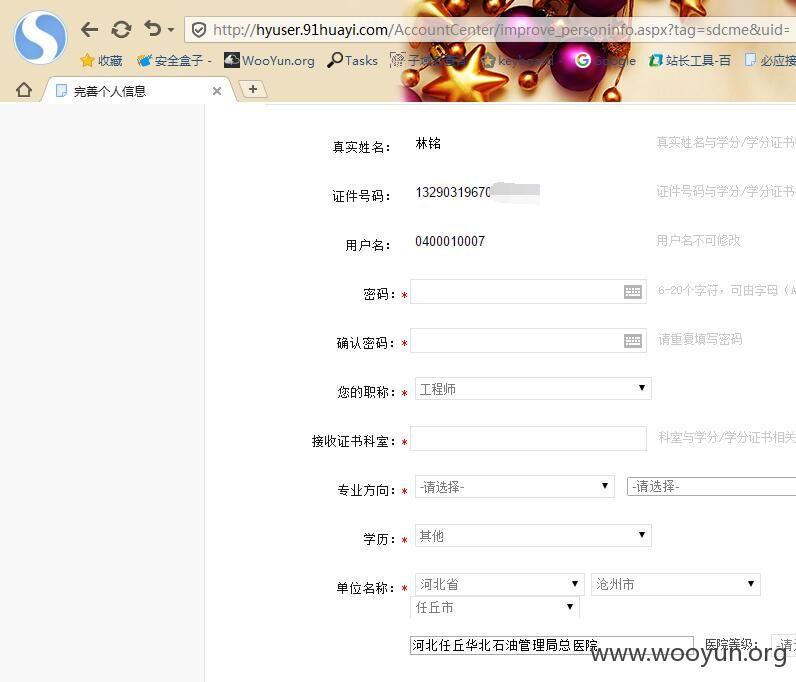 http://hyuser.91huayi.com/AccountCenter/improve_personinfo.aspx?tag=sdcme&uid=
收藏 安全盒子 - WooYun.org Tasks Google 站长工具-百 必应接
完善个人信息 × +
真实姓名： 林铭 真实姓名与学分/学分证书
证件号码： 13290319670 证件号码与学分/学分证书
用户名： 0400010007 用户名不可修改
密码：* 6-20个字符，可由字母（A
确认密码：* 请重复填写密码
您的职称：* 工程师
接收证书科室：* 科室与学分/学分证书相关
专业方向：* -请选择- -请选择-
学历：* 其他
单位名称：* 河北省 沧州市
任丘市
河北任丘华北石油管理局总医院 医院等级：
www.wooyun.org